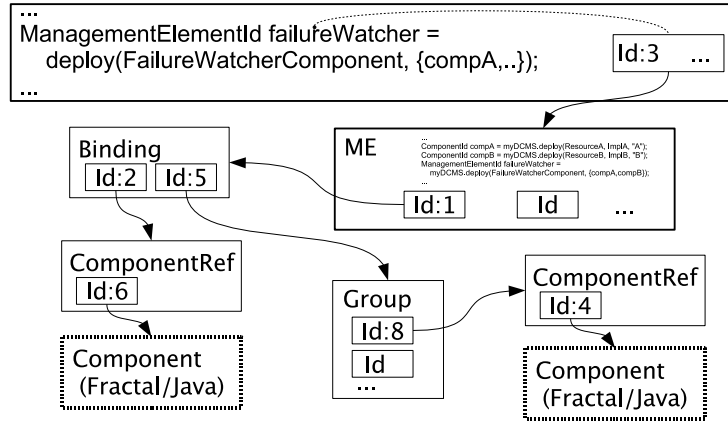 ...
ManagementElementId failureWatcher =
deploy(FailureWatcherComponent, {compA,..});
...
Id:3 ...
ME
...
ComponentId compA = myDCMS.deploy(ResourceA, ImplA, "A");
ComponentId compB = myDCMS.deploy(ResourceB, ImplB, "B");
ManagementElementId failureWatcher =
myDCMS.deploy(FailureWatcherComponent, {compA,compB});
...
Id:1 Id ...
Binding
Id:2 Id:5
ComponentRef
Id:6
Component
(Fractal/Java)
Group
Id:8
Id
...
ComponentRef
Id:4
Component
(Fractal/Java)